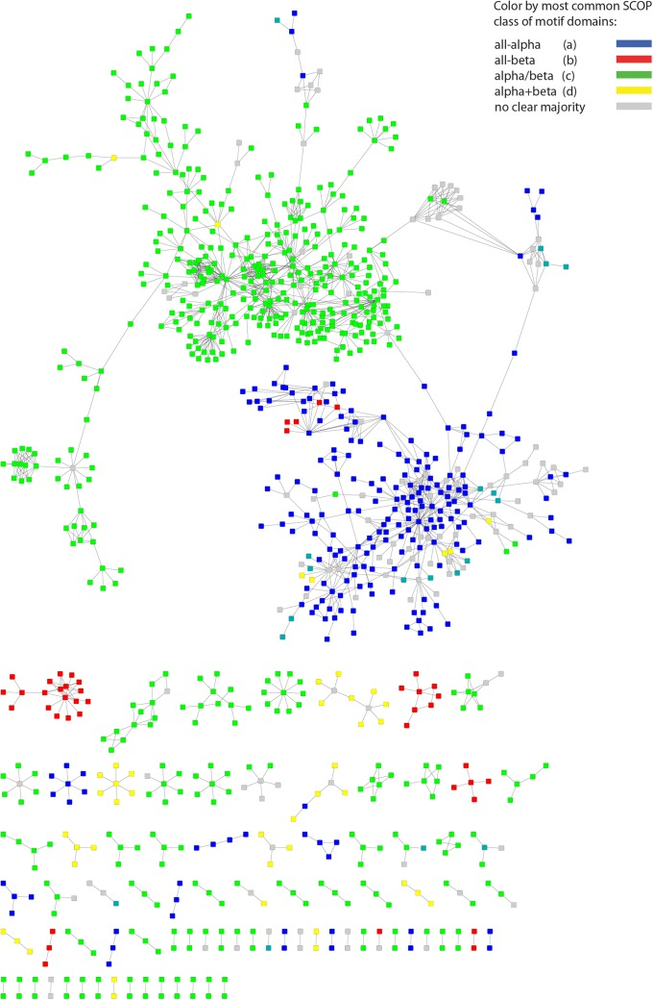 Color by most common SCOP
class of motif domains:
all-alpha (a)
all-beta (b)
alpha/beta (c)
alpha+beta (d)
no clear majority